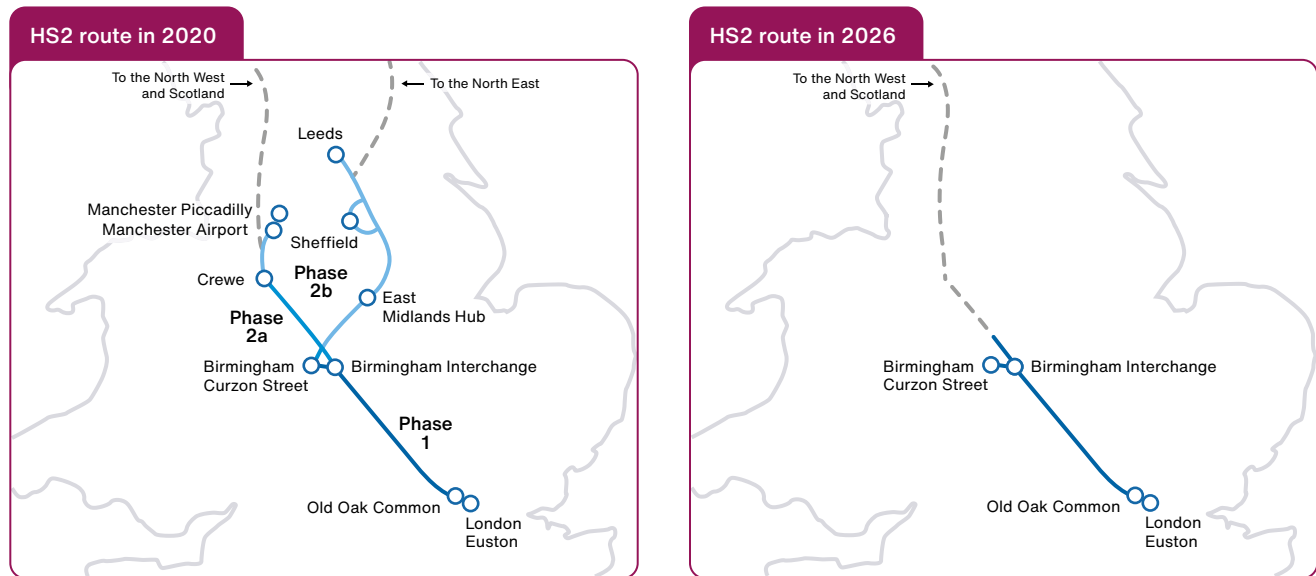 HS2 route in 2020
To the North West
and Scotland
To the North East
Leeds
Manchester Piccadilly
Manchester Airport
Sheffield
Crewe
Phase
2b
East
Midlands Hub
Phase
2a
Birmingham
Curzon Street
Birmingham Interchange
Phase
1
Old Oak Common
London
Euston
HS2 route in 2026
To the North West
and Scotland
Birmingham
Curzon Street
Birmingham Interchange
Old Oak Common
London
Euston